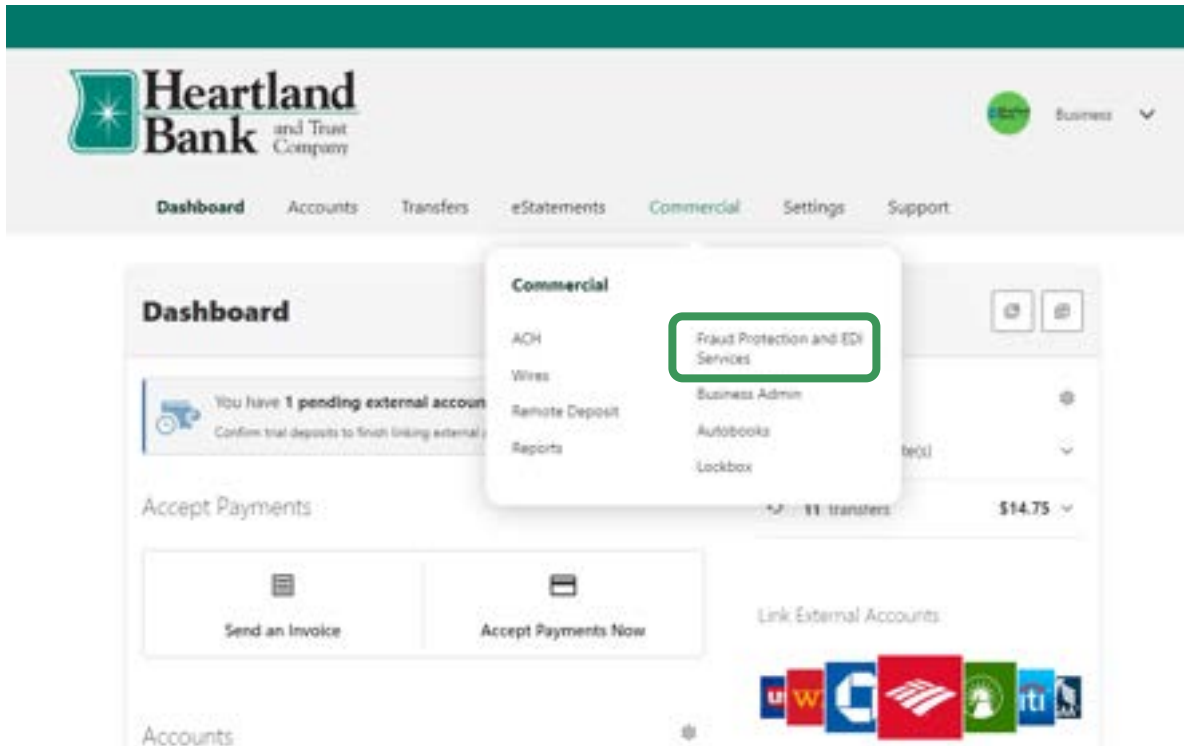 Heartland
Bank and Trust
Company
Business
Dashboard Accounts Transfers eStatements Commercial Settings Support
Commercial
ACH
Wires
Remote Deposit
Reports
Fraud Protection and EDI
Services
Business Admin
Autobooks
Lockbox
Dashboard
You have 1 pending external accoun
Confirm trial deposits to finish linking external
Accept Payments
Send an Invoice
Accept Payments Now
11 transfers $14.75
Link External Accounts
Accounts